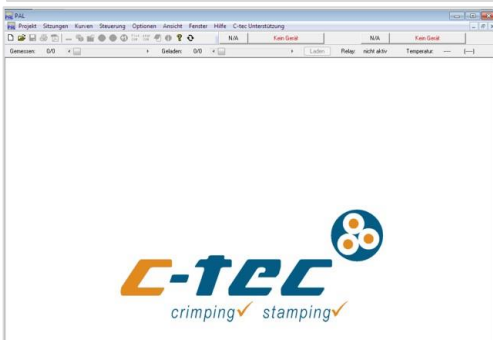 PAL
Projekt Sitzungen Kurven Steuerung Optionen Ansicht Fenster Hilfe C-tec Unterstützung
N/A Kein Gerät N/A Kein Gerät
Gemessen: 0/0 Geladen: 0/0 Laden Relap: nicht aktiv Temperatur: --- |---|
c-tec
crimping stamping